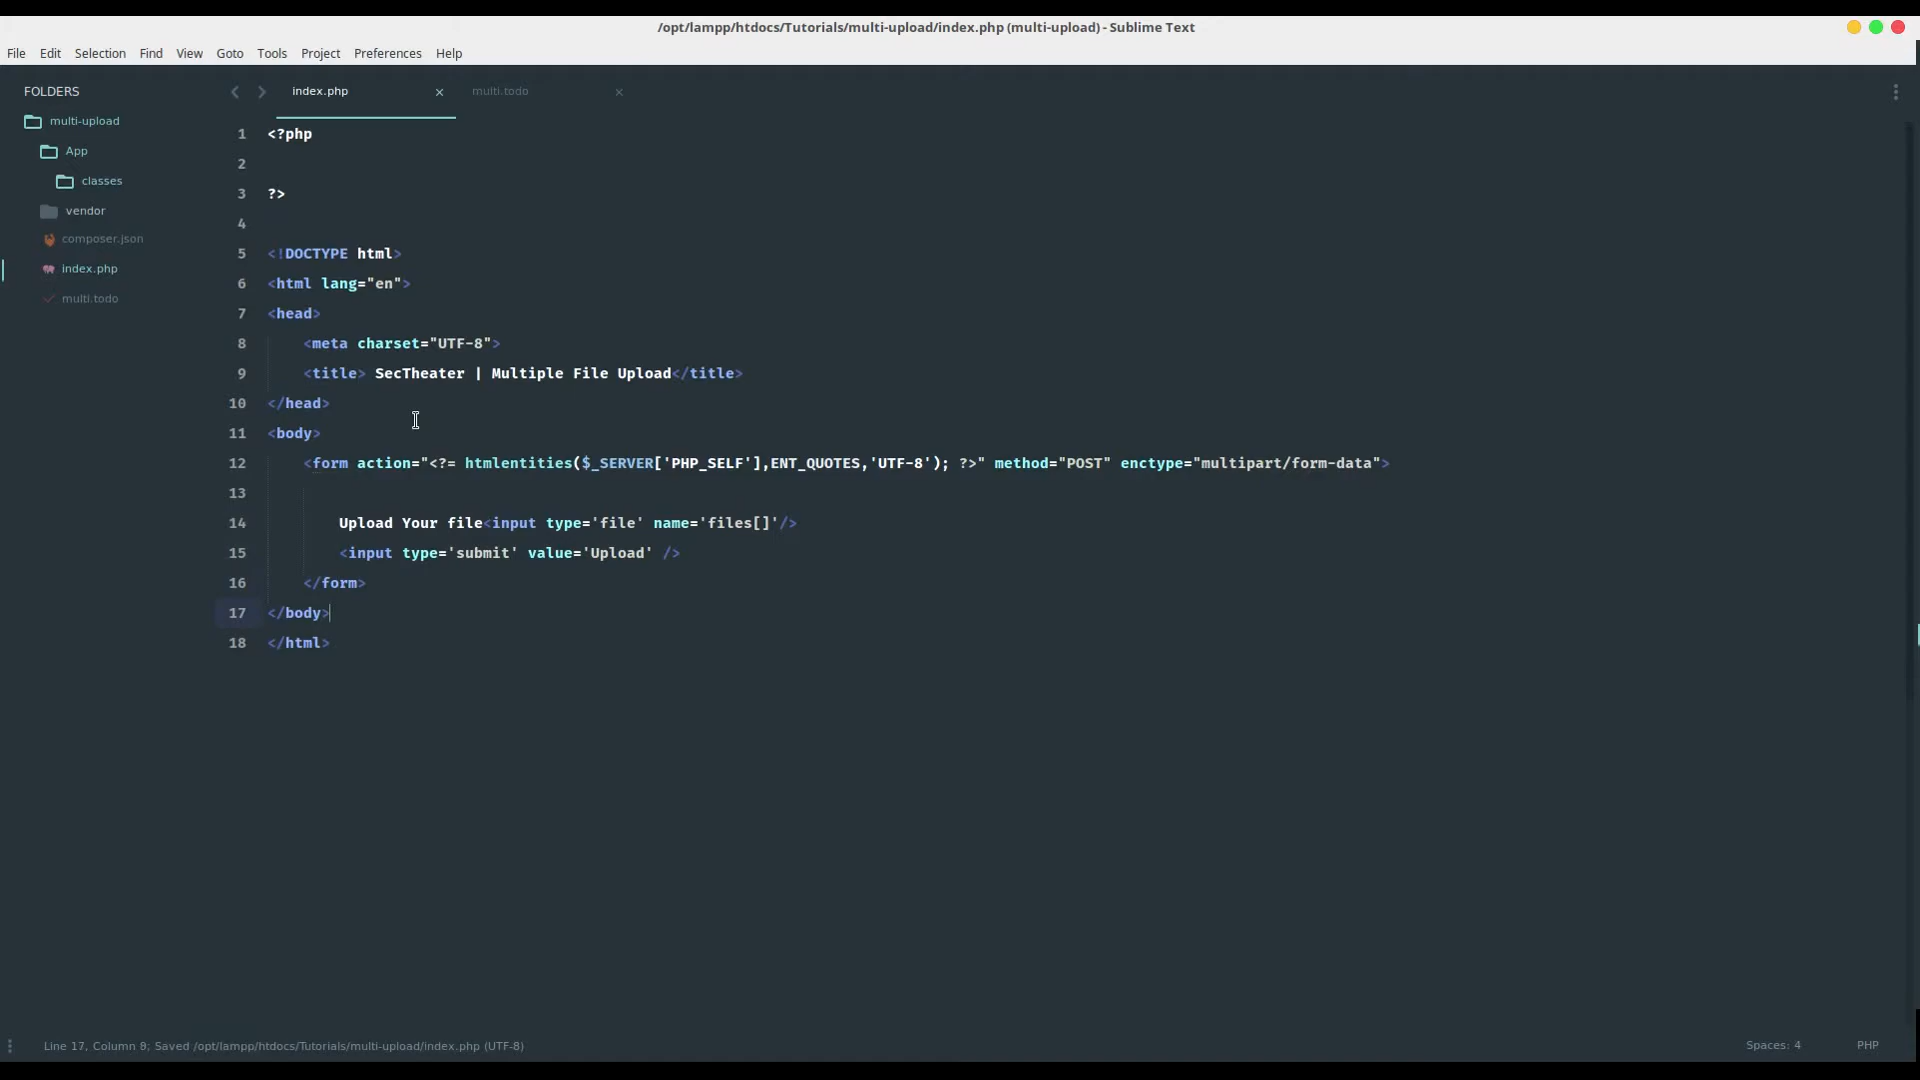 /opt/lampp/htdocs/Tutorials/multi-upload/index.php (multi-upload) - Sublime Text
File Edit Selection Find View Goto Tools Project Preferences Help
FOLDERS
multi-upload
App
classes
vendor
composer.json
index.php
multi.todo
index.php × multi.todo ×
1 <?php
2
3 ?>
4
5 <!DOCTYPE html>
6 <html lang="en">
7 <head>
8 <meta charset="UTF-8">
9 <title> SecTheater | Multiple File Upload</title>
10 </head>
11 <body>
12 <form action="<?= htmlentities($_SERVER['PHP_SELF'],ENT_QUOTES,'UTF-8'); ?>" method="POST" enctype="multipart/form-data">
13
14 Upload Your file<input type='file' name='files[]'/>
15 <input type='submit' value='Upload' />
16 </form>
17 </body>
18 </html>
Line 17, Column 8; Saved /opt/lampp/htdocs/Tutorials/multi-upload/index.php (UTF-8)
Spaces: 4 PHP